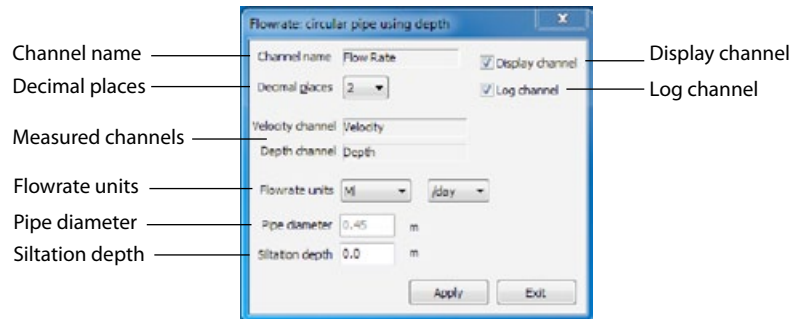 Flowrate: circular pipe using depth
x
Channel name
Channel name Flow Rate
Display channel
Display channel
Decimal places
Decimal places 2
Log channel
Log channel
Measured channels
Velocity channel Velocity
Depth channel Depth
Flowrate units
Flowrate units Ml /day
Pipe diameter
Pipe diameter 0.45 m
Siltation depth
Siltation depth 0.0 m
Apply Exit